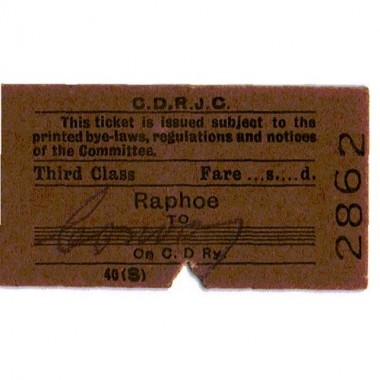 C.D.R.J.C.
This ticket is issued subject to the
printed bye-laws, regulations and notices
of the Committee.
Third Class Fare ...s....d.
Raphoe
TO
On C. D Ry.
40 (S)
2862